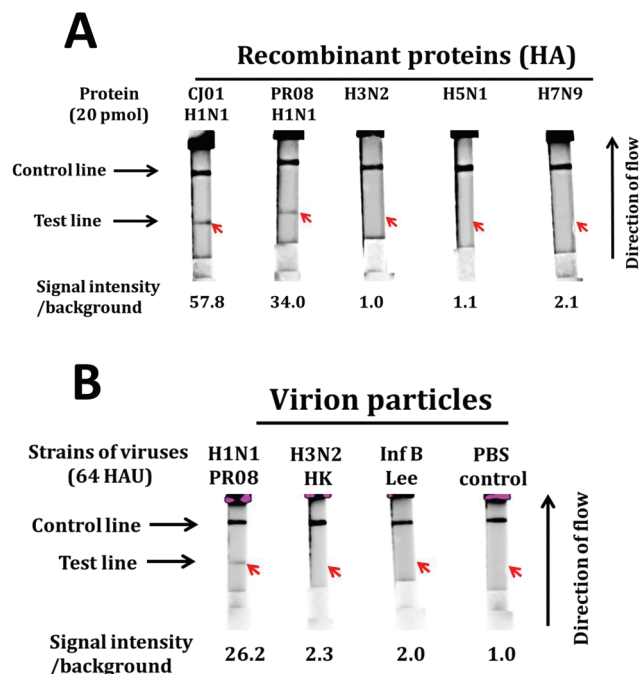 A
Recombinant proteins (HA)
Protein
(20 pmol)
CJ01
H1N1
PR08
H1N1
H3N2
H5N1
H7N9
Control line
Test line
Direction of flow
Signal intensity
/background
57.8
34.0
1.0
1.1
2.1
B
Virion particles
Strains of viruses
(64 HAU)
H1N1
PR08
H3N2
HK
Inf B
Lee
PBS
control
Control line
Test line
Direction of flow
Signal intensity
/background
26.2
2.3
2.0
1.0